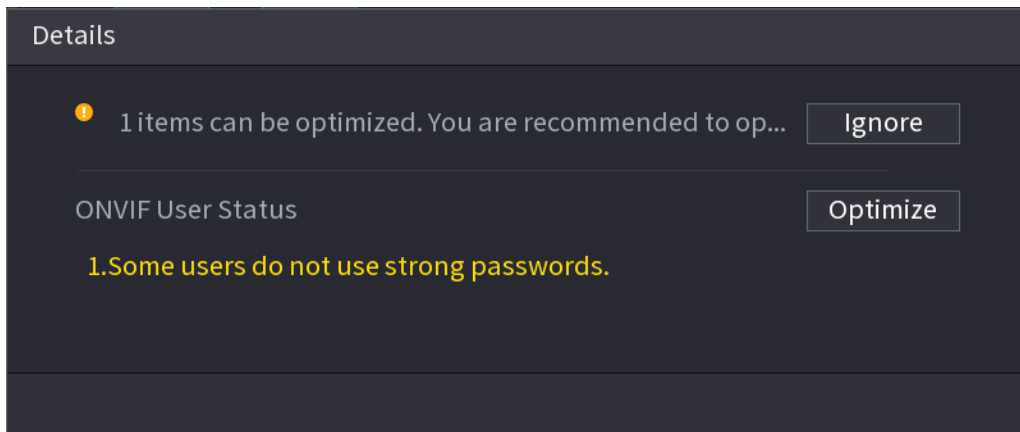 Details
1 items can be optimized. You are recommended to op...
Ignore
ONVIF User Status
Optimize
1.Some users do not use strong passwords.